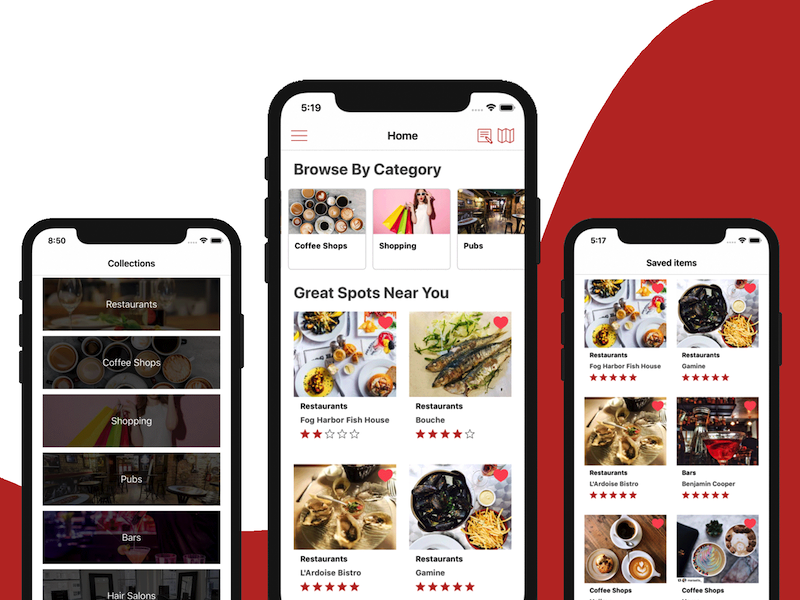 8:50
Collections
Restaurants
Coffee Shops
Shopping
Pubs
Bars
Hair Salons
5:19
Home
Browse By Category
Coffee Shops
Shopping
Pubs
Great Spots Near You
Restaurants
Fog Harbor Fish House
Restaurants
Bouche
Restaurants
L'Ardoise Bistro
Restaurants
Gamine
5:17
Saved items
Restaurants
Fog Harbor Fish House
Restaurants
Gamine
Restaurants
L'Ardoise Bistro
Bars
Benjamin Cooper
Coffee Shops
Coffee Shops